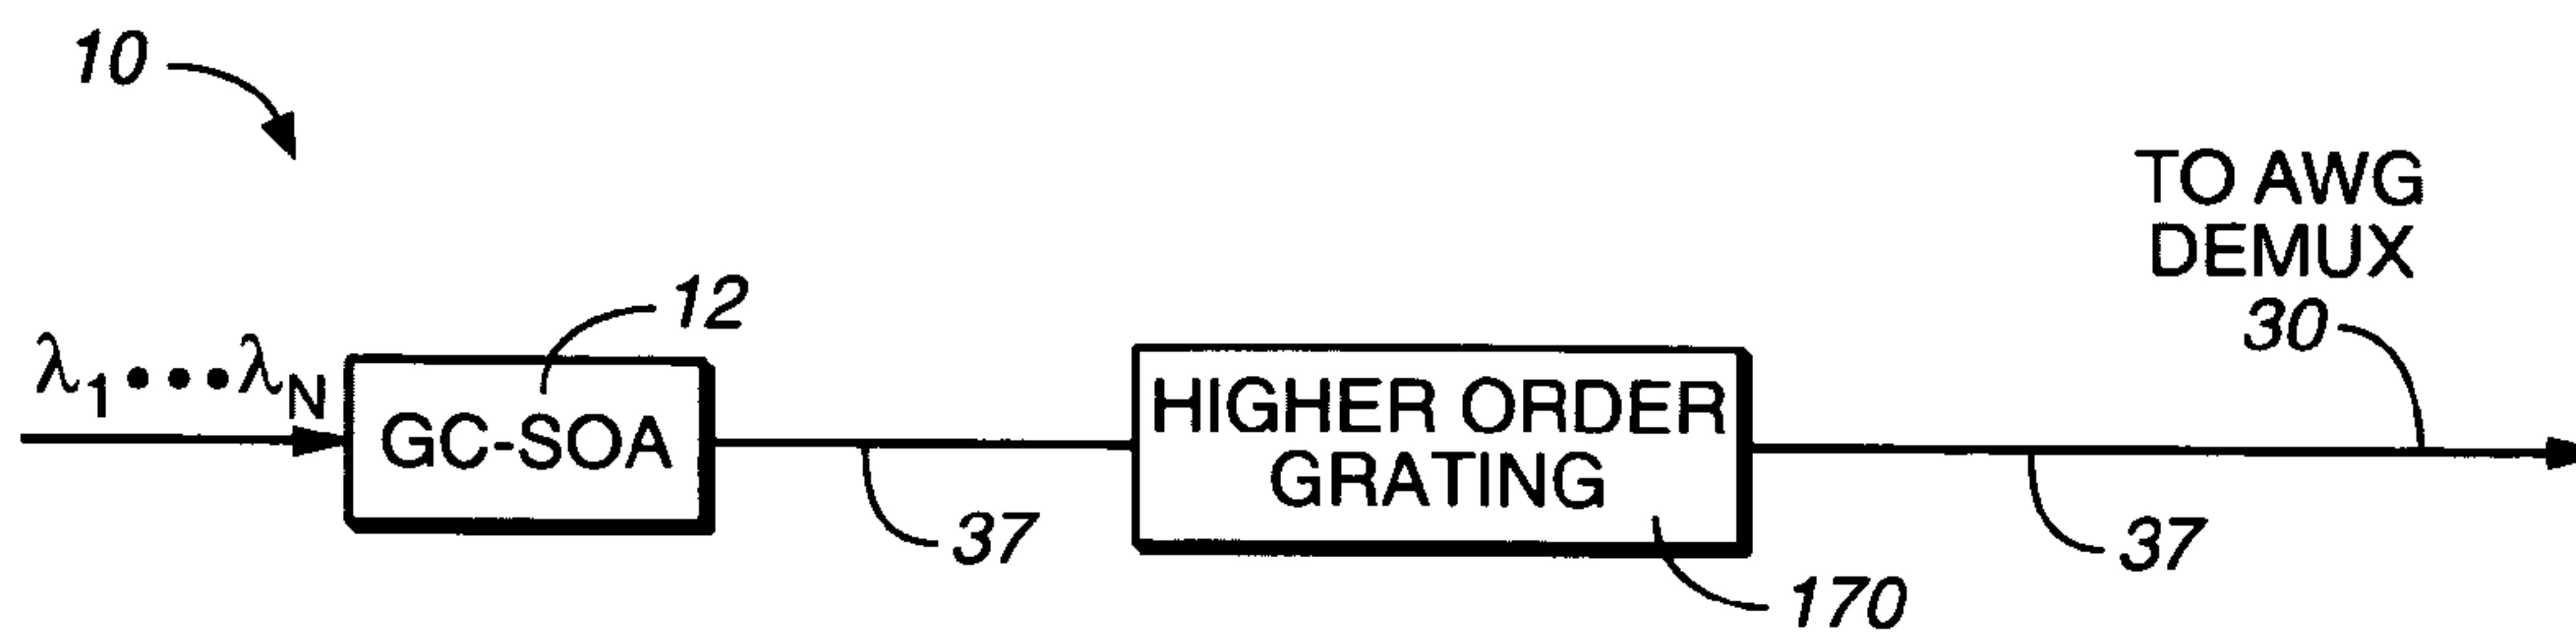 10
TO AWG
DEMUX
30
12
λ1•••λN
GC-SOA
HIGHER ORDER
GRATING
37
37
170